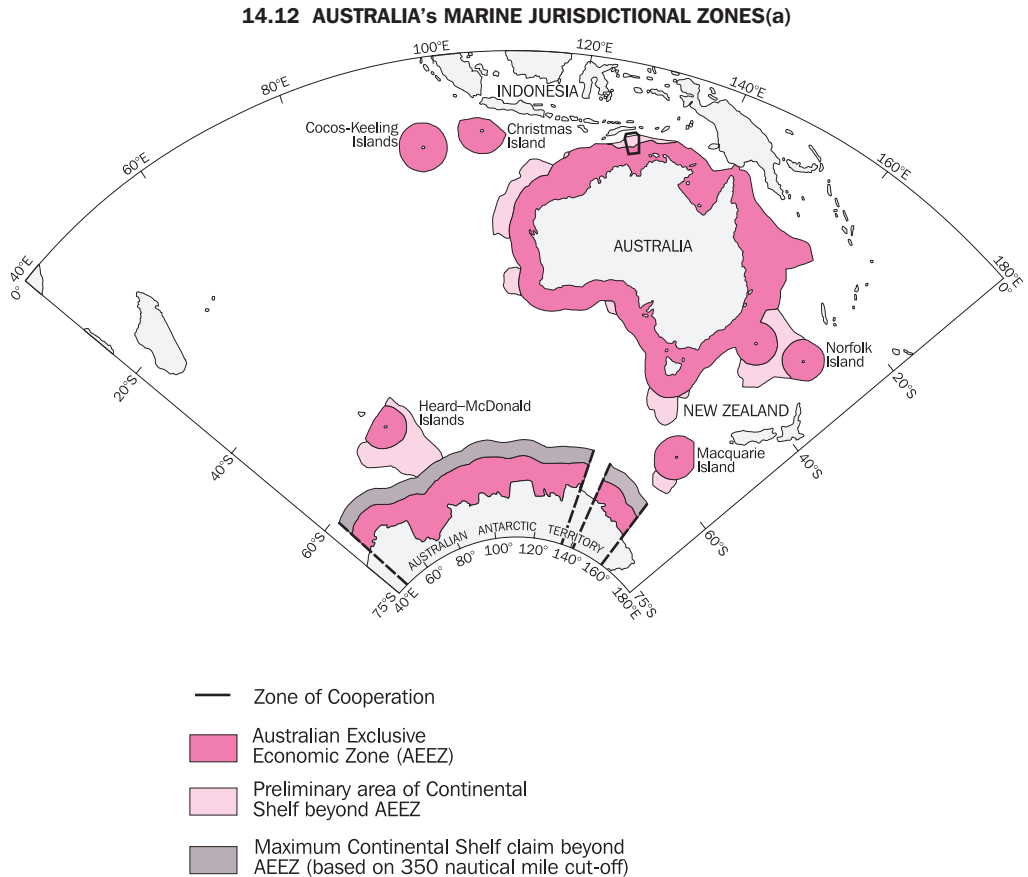 14.12 AUSTRALIA's MARINE JURISDICTIONAL ZONES(a)
100°E
120°E
80°E
140°E
INDONESIA
Cocos-Keeling
Islands
Christmas
Island
60°E
160°E
AUSTRALIA
40°E
0°
180°E
0°
Norfolk
Island
20°S
20°S
Heard–McDonald
Islands
NEW ZEALAND
Macquarie
Island
40°S
40°S
60°S
60°S
AUSTRALIAN ANTARCTIC TERRITORY
75°S
40°E
60°
80°
100°
120°
140°
160°
180°E
75°S
Zone of Cooperation
Australian Exclusive
Economic Zone (AEEZ)
Preliminary area of Continental
Shelf beyond AEEZ
Maximum Continental Shelf claim beyond
AEEZ (based on 350 nautical mile cut-off)